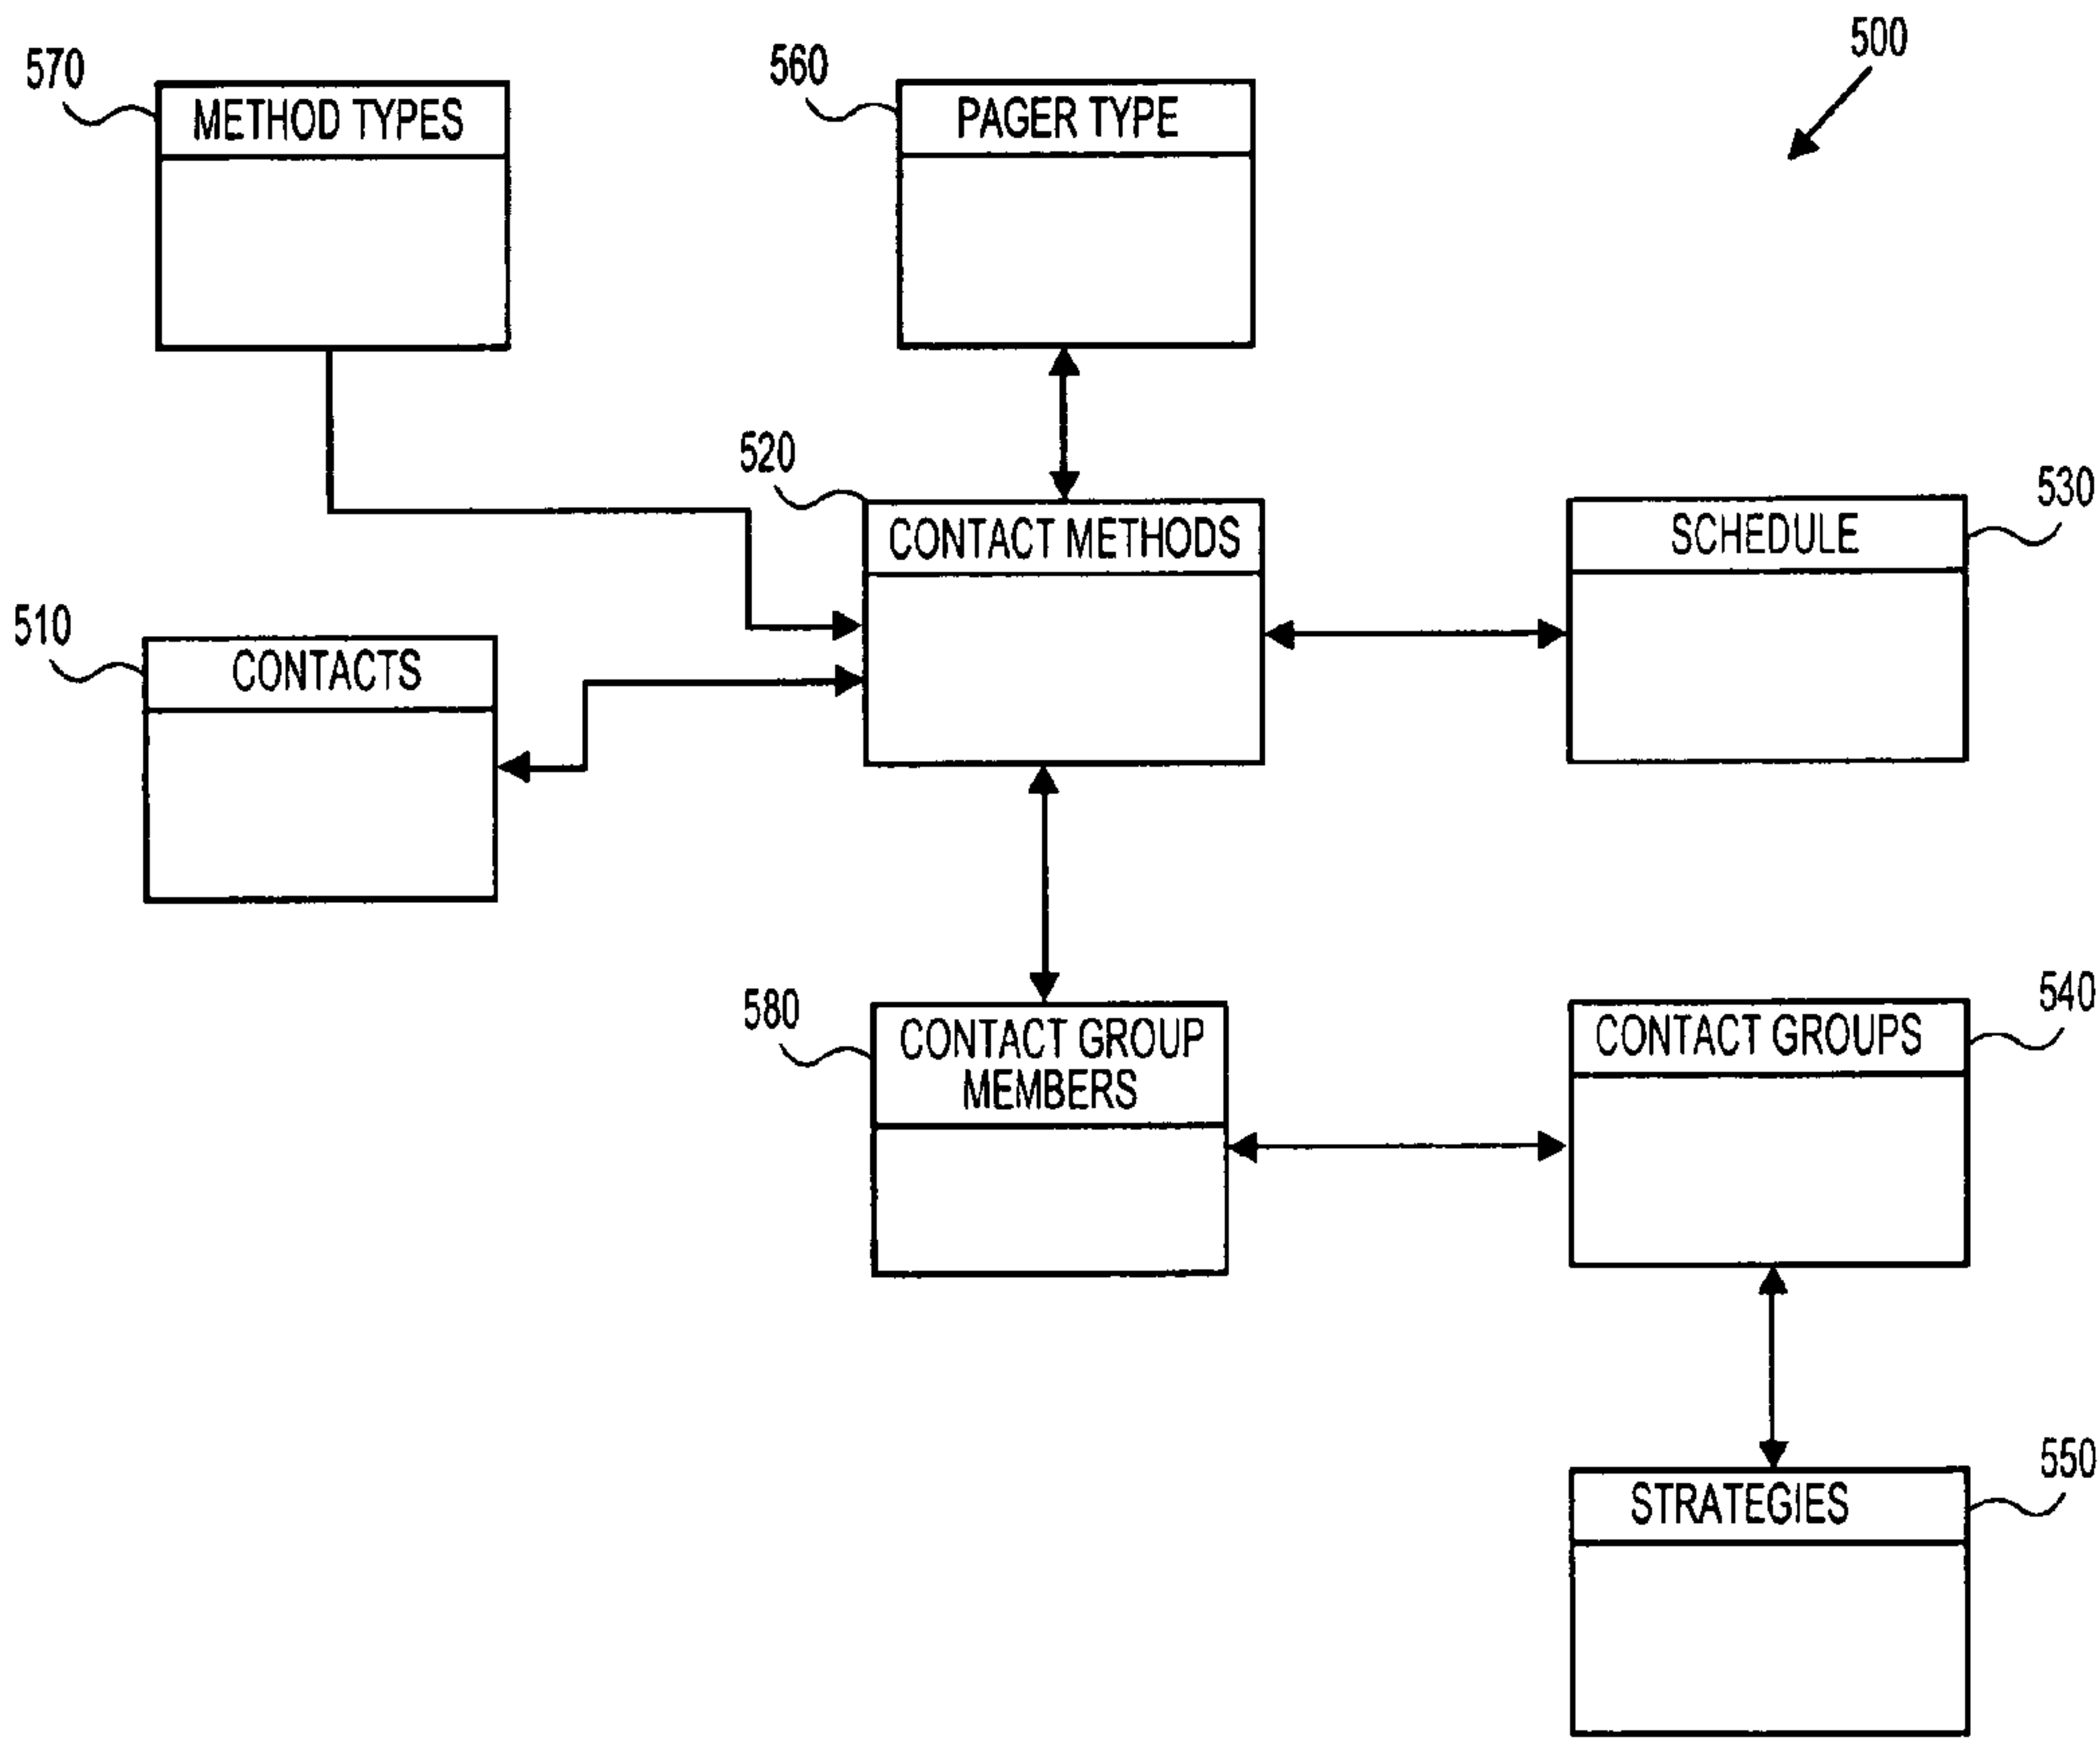 500
570
METHOD TYPES
560
PAGER TYPE
520
CONTACT METHODS
530
SCHEDULE
510
CONTACTS
580
CONTACT GROUP
MEMBERS
540
CONTACT GROUPS
550
STRATEGIES